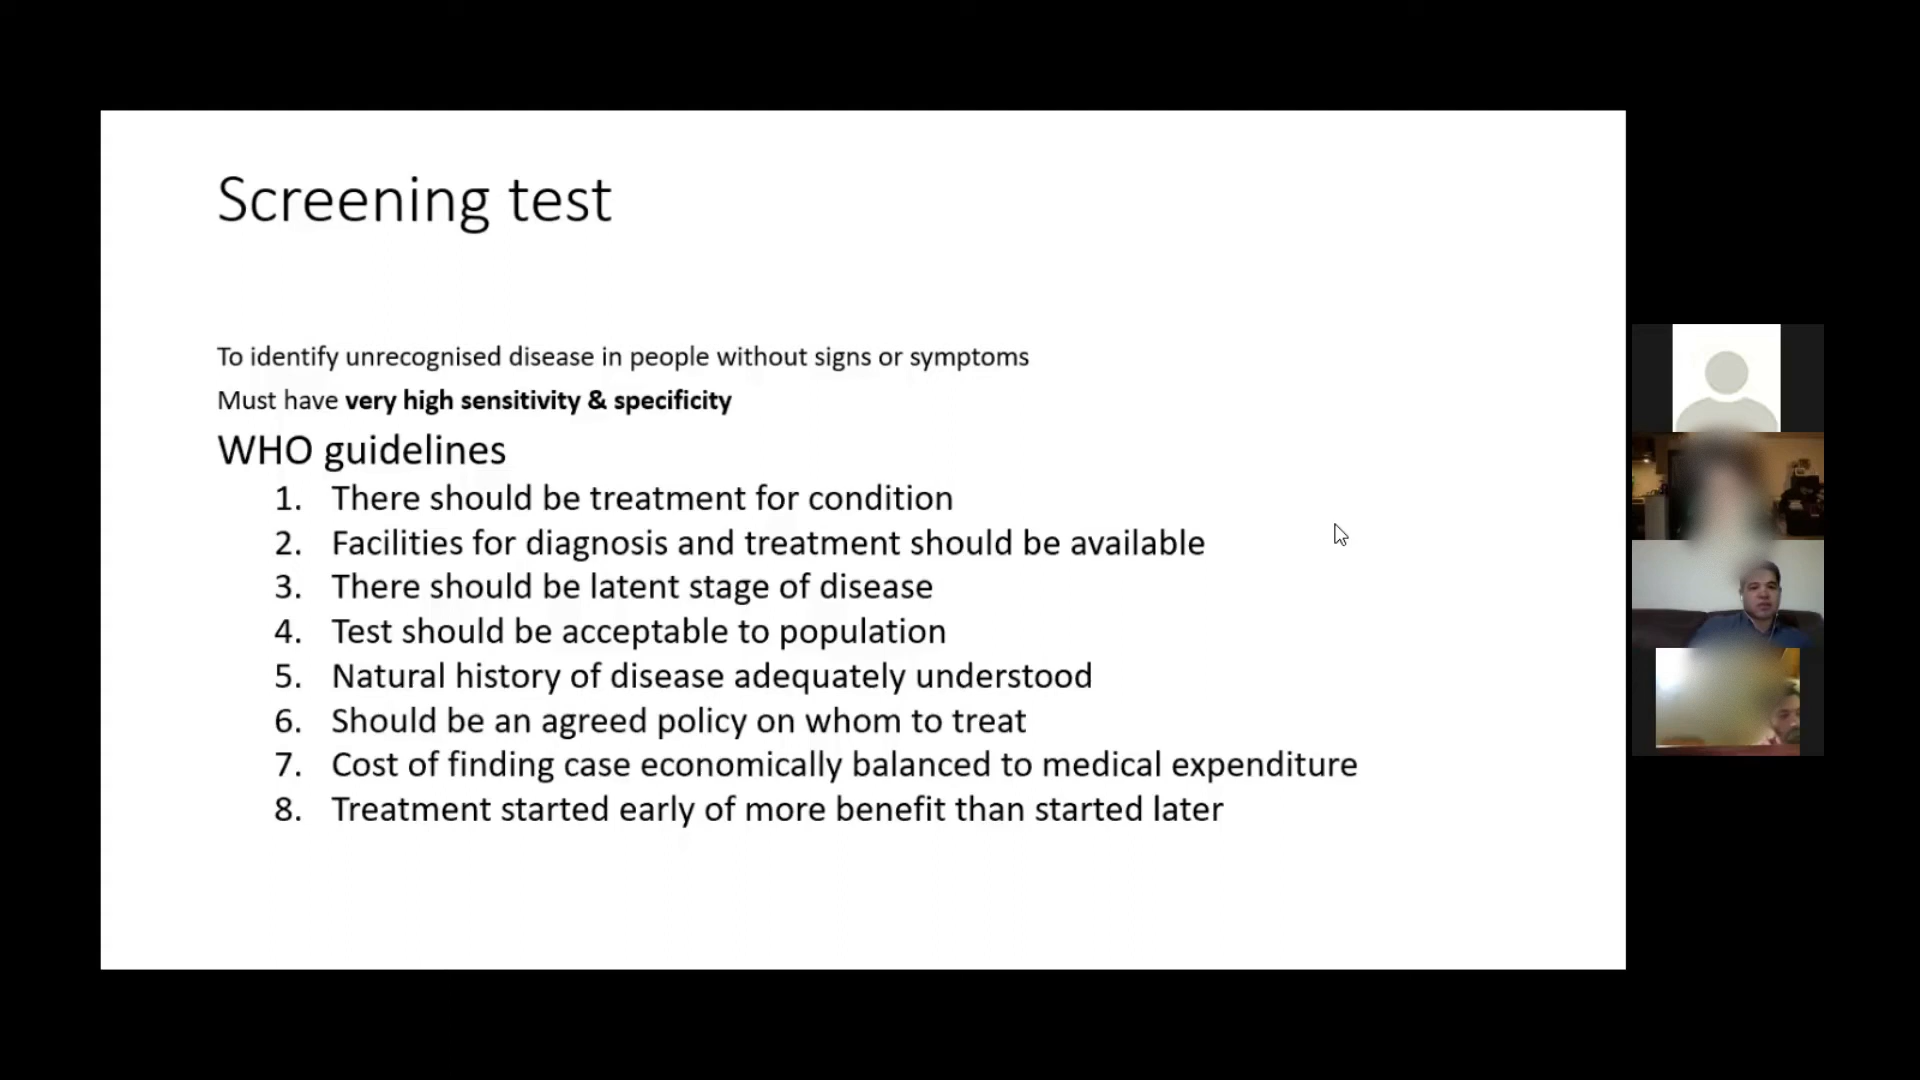 Screening test
To identify unrecognised disease in people without signs or symptoms
Must have very high sensitivity & specificity
WHO guidelines
1. There should be treatment for condition
2. Facilities for diagnosis and treatment should be available
3. There should be latent stage of disease
4. Test should be acceptable to population
5. Natural history of disease adequately understood
6. Should be an agreed policy on whom to treat
7. Cost of finding case economically balanced to medical expenditure
8. Treatment started early of more benefit than started later